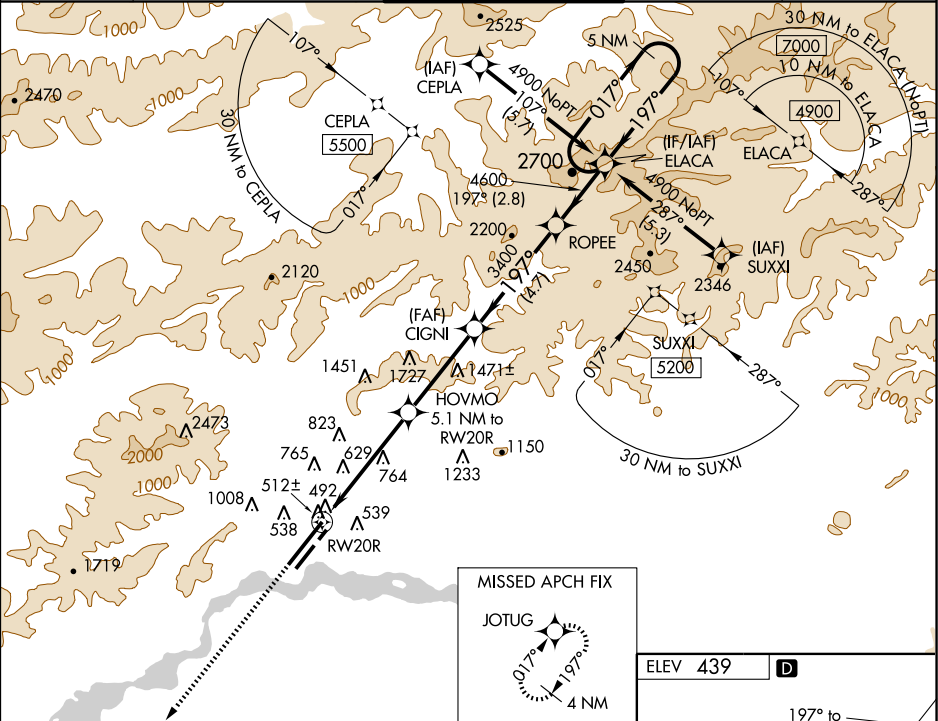 1000
2525
30 NM to ELACA (NoPT)
7000
10 NM to ELACA
4900
107°
ELACA
287°
107°
(IAF)
CEPLA
4900 NoPT
107°
(5.7)
5 NM
017°
197°
2470
1000
CEPLA
5500
017°
30 NM to CEPLA
2700
(IF/IAF)
ELACA
4600
197° (2.8)
4900 NoPT
287°
(5.3)
2200
ROPEE
3400
197°
(4.7)
2450
(IAF)
SUXXI
2346
2120
1000
(FAF)
CIGNI
SUXXI
5200
017°
287°
30 NM to SUXXI
1000
1000
1451
1727
1471±
HOVMO
5.1 NM to
RW20R
2473
2000
1000
823
765
629
764
1233
1150
512±
492
1008
538
539
RW20R
1719
MISSED APCH FIX
JOTUG
017°
197°
4 NM
ELEV 439
D
197° to